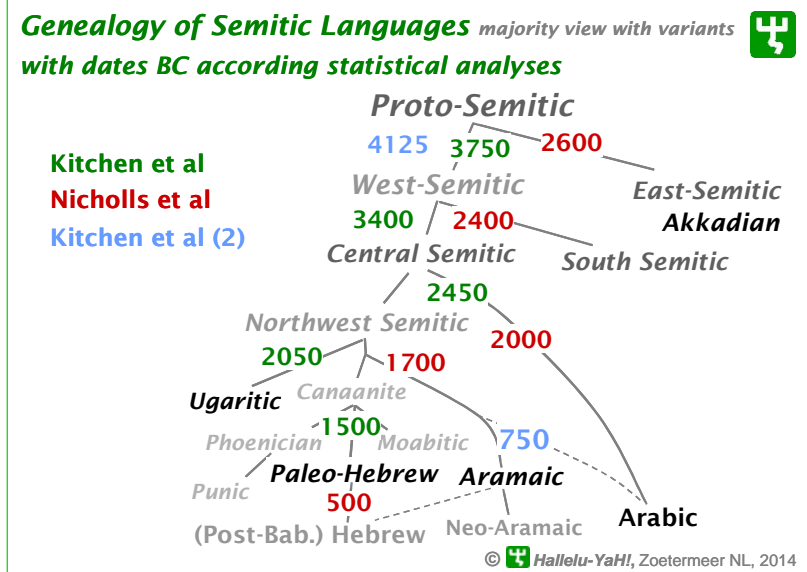 Genealogy of Semitic Languages majority view with variants
with dates BC according statistical analyses
Proto-Semitic
4125 3750 2600
Kitchen et al
Nicholls et al
Kitchen et al (2)
West-Semitic
East-Semitic
Akkadian
3400 2400
Central Semitic
South Semitic
2450
Northwest Semitic
2000
2050 1700
Ugaritic
Canaanite
Phoenician 1500 Moabitic
750
Punic
Paleo-Hebrew
Aramaic
500
(Post-Bab.) Hebrew
Neo-Aramaic
Arabic
© Hallelu-YaH!, Zoetermeer NL, 2014